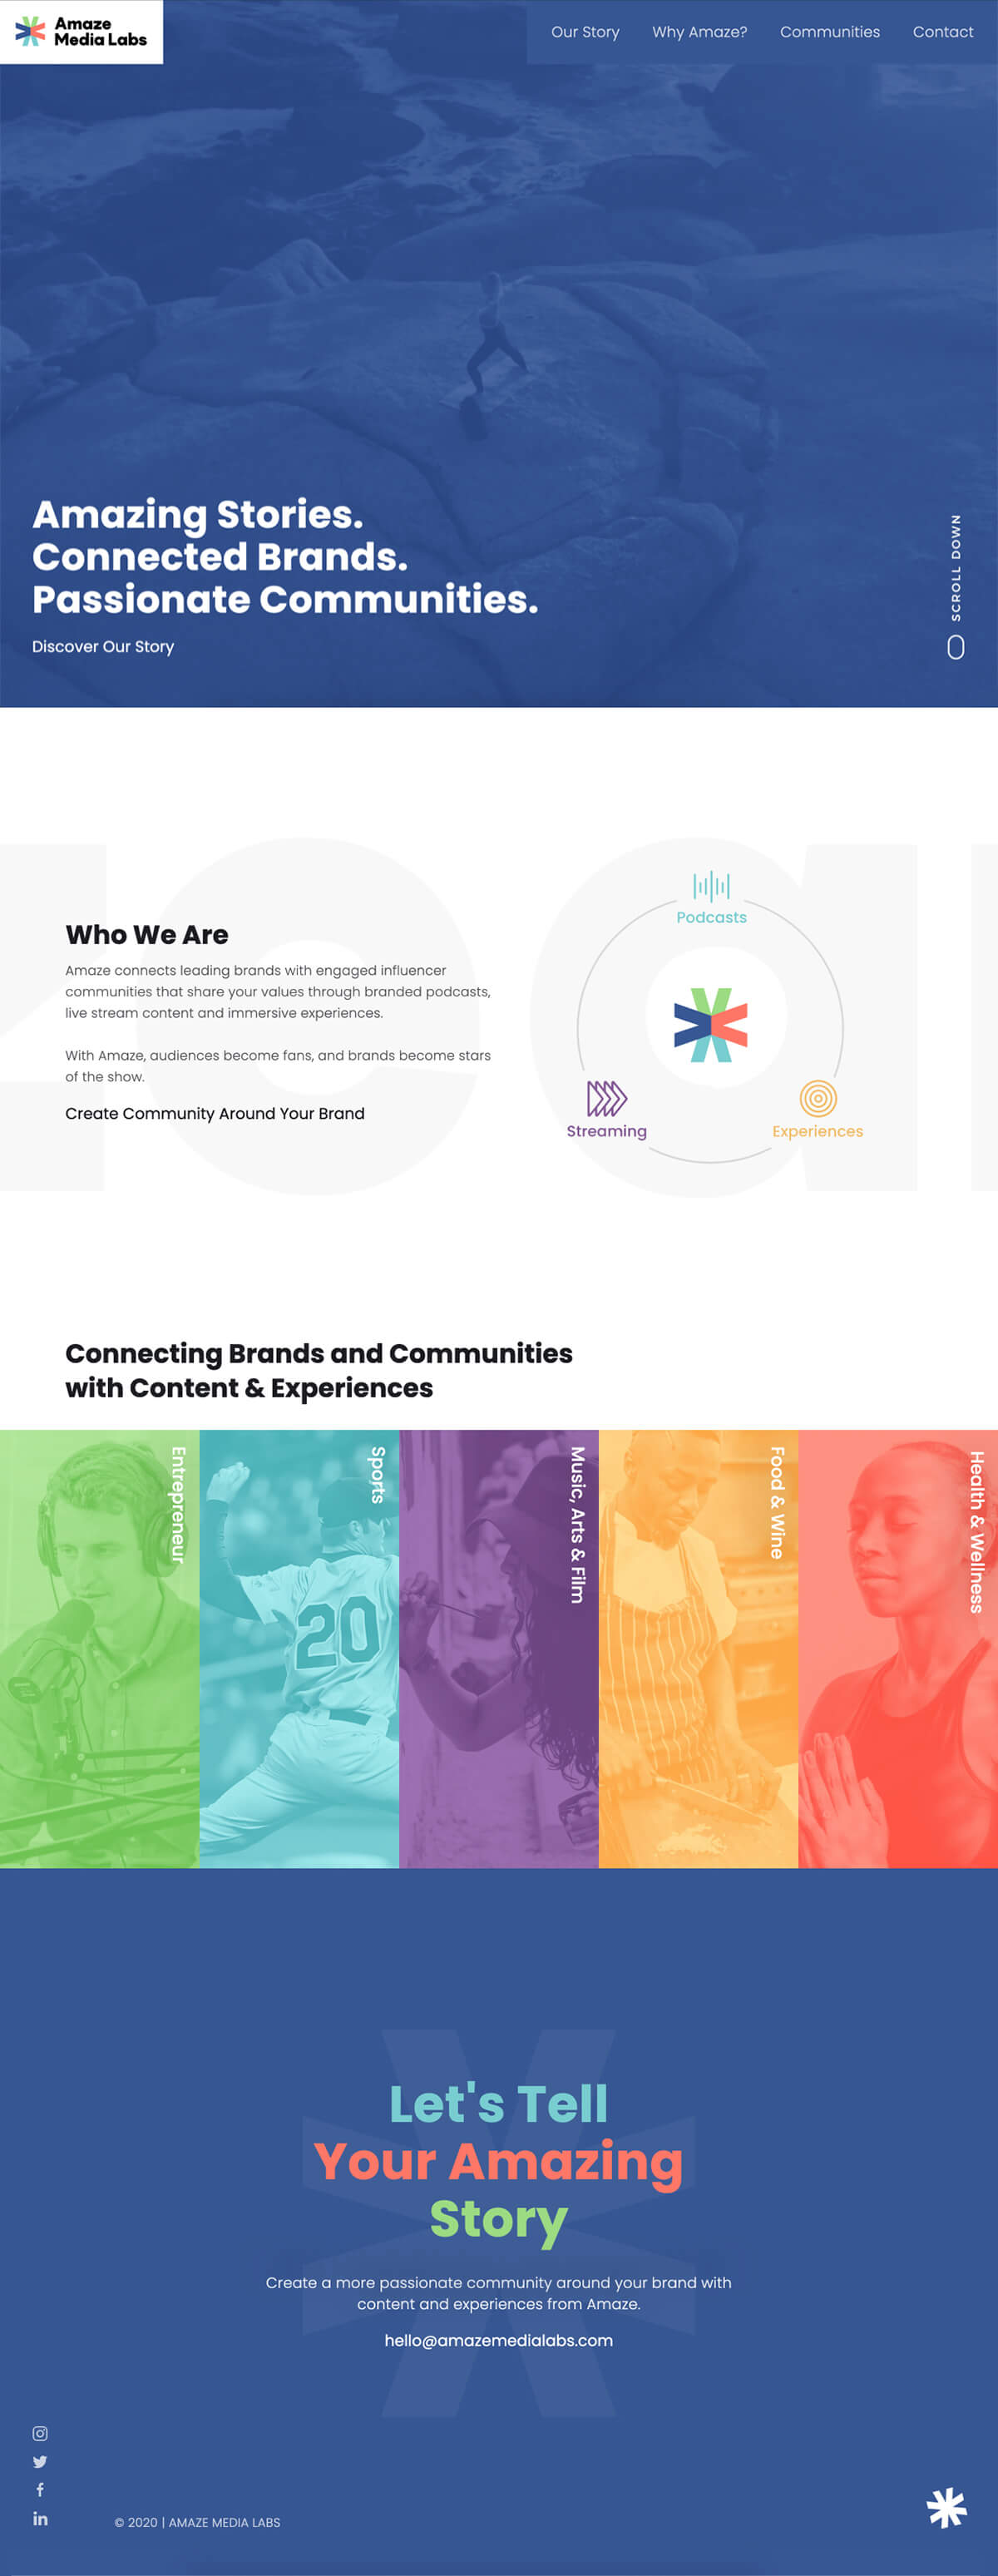 Amaze
Media Labs
Our Story
Why Amaze?
Communities
Contact
Amazing Stories.
Connected Brands.
Passionate Communities.
Discover Our Story
SCROLL DOWN
Who We Are
Amaze connects leading brands with engaged influencer
communities that share your values through branded podcasts,
live stream content and immersive experiences.
With Amaze, audiences become fans, and brands become stars
of the show.
Create Community Around Your Brand
Podcasts
Streaming
Experiences
Connecting Brands and Communities
with Content & Experiences
Entrepreneur
Sports
20
Music, Arts & Film
Food & Wine
Health & Wellness
Let's Tell
Your Amazing
Story
Create a more passionate community around your brand with
content and experiences from Amaze.
hello@amazemedialabs.com
© 2020 | AMAZE MEDIA LABS